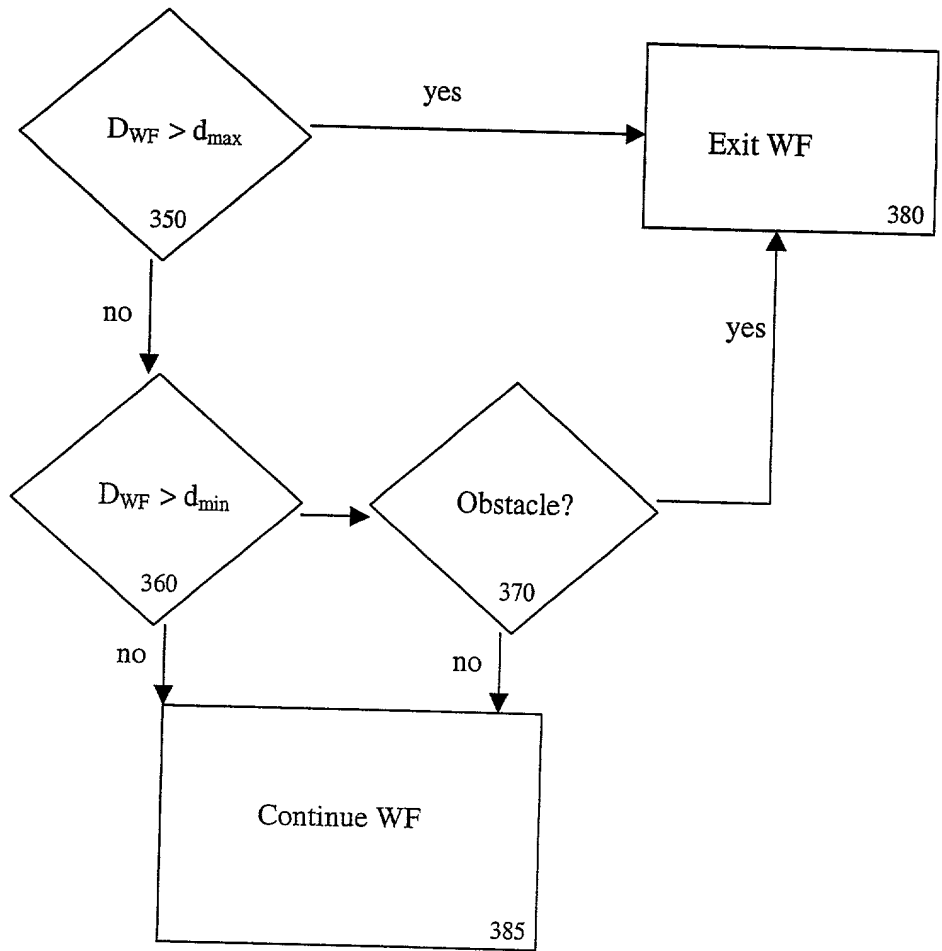 D_WF > d_max
350
yes
Exit WF
380
no
yes
D_WF > d_min
360
Obstacle?
370
no
no
Continue WF
385